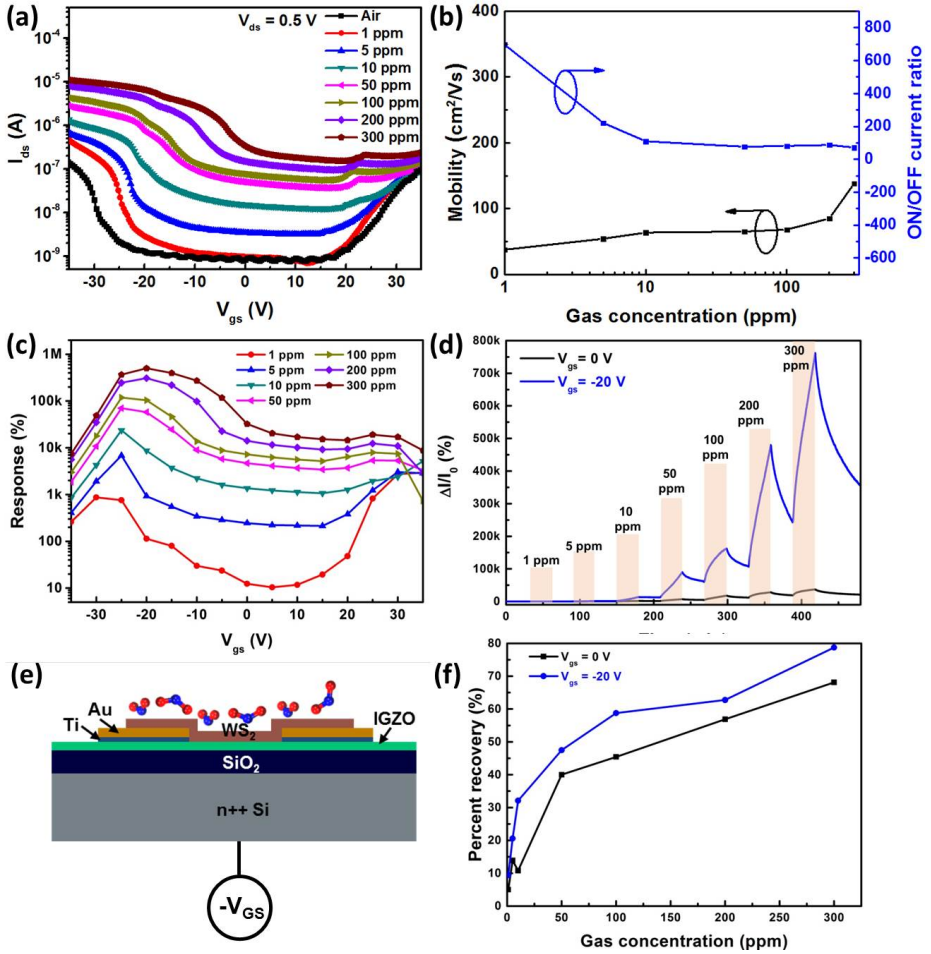 (a)
V_ds = 0.5 V
Air
1 ppm
5 ppm
10 ppm
50 ppm
100 ppm
200 ppm
300 ppm
10^-4
10^-5
10^-6
10^-7
10^-8
10^-9
I_ds (A)
-30 -20 -10 0 10 20 30
V_gs (V)
(b)
400
300
200
100
0
Mobility (cm²/Vs)
800
600
400
200
0
-200
-400
-600
ON/OFF current ratio
1 10 100
Gas concentration (ppm)
(c)
1M
100k
10k
1k
100
10
Response (%)
1 ppm
5 ppm
10 ppm
50 ppm
100 ppm
200 ppm
300 ppm
-30 -20 -10 0 10 20 30
V_gs (V)
(d)
800k
700k
600k
500k
400k
300k
200k
100k
0
ΔI/I_0 (%)
V_gs = 0 V
V_gs = -20 V
1 ppm
5 ppm
10
ppm
50
ppm
100
ppm
200
ppm
300
ppm
0 100 200 300 400
(e)
Au
Ti
WS_2
IGZO
SiO_2
n++ Si
-V_GS
(f)
80
70
60
50
40
30
20
10
0
Percent recovery (%)
V_gs = 0 V
V_gs = -20 V
0 50 100 150 200 250 300
Gas concentration (ppm)